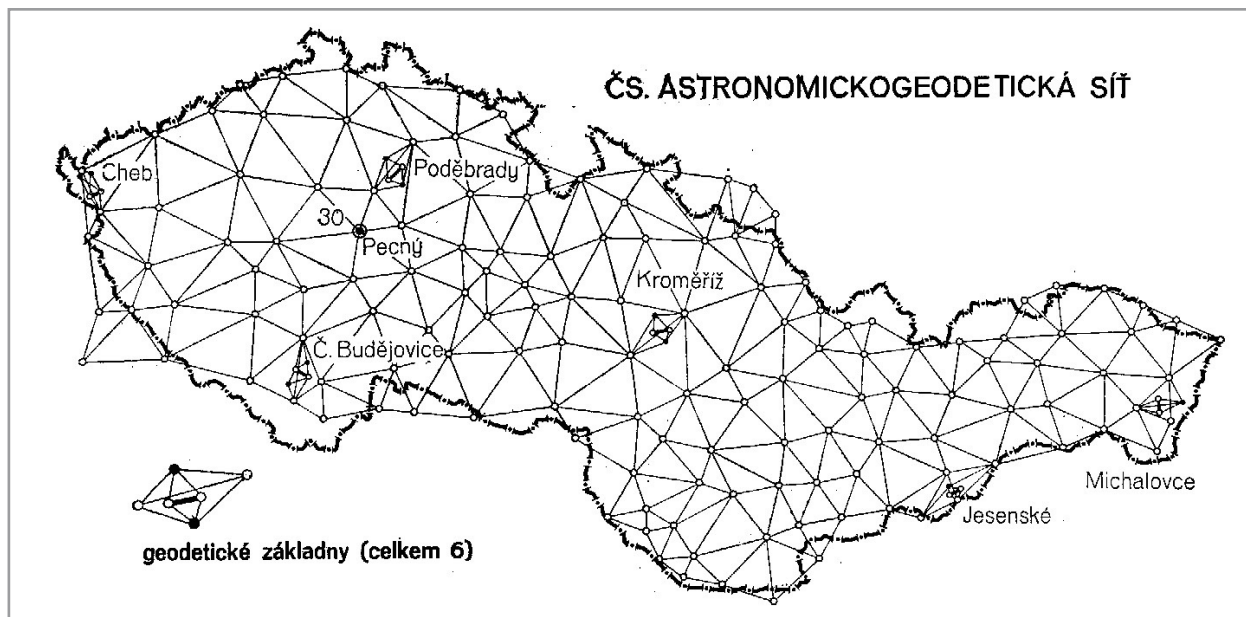 ČS. ASTRONOMICKOGEODETICKÁ SÍŤ
Cheb
Poděbrady
30
Pecný
Kroměříž
Č. Budějovice
Michalovce
Jesenské
geodetické základny (celkem 6)